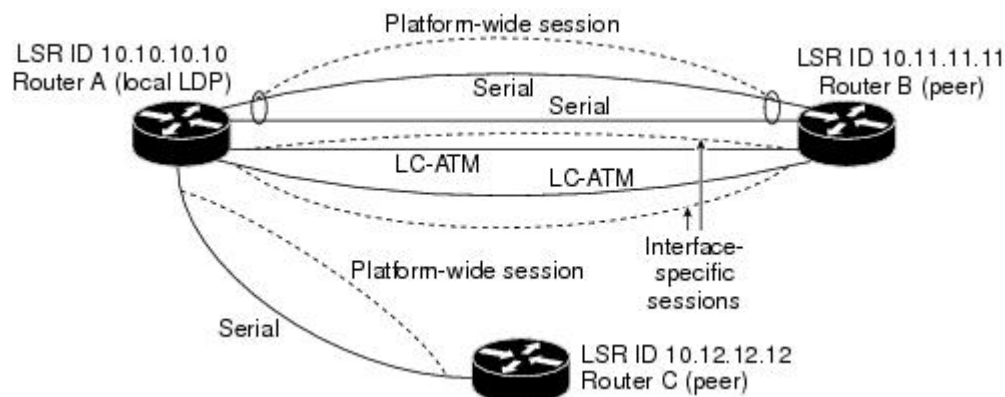 Platform-wide session
LSR ID 10.10.10.10
Router A (local LDP)
LSR ID 10.11.11.11
Router B (peer)
Serial
Serial
LC-ATM
LC-ATM
Interface-
specific
sessions
Platform-wide session
Serial
LSR ID 10.12.12.12
Router C (peer)